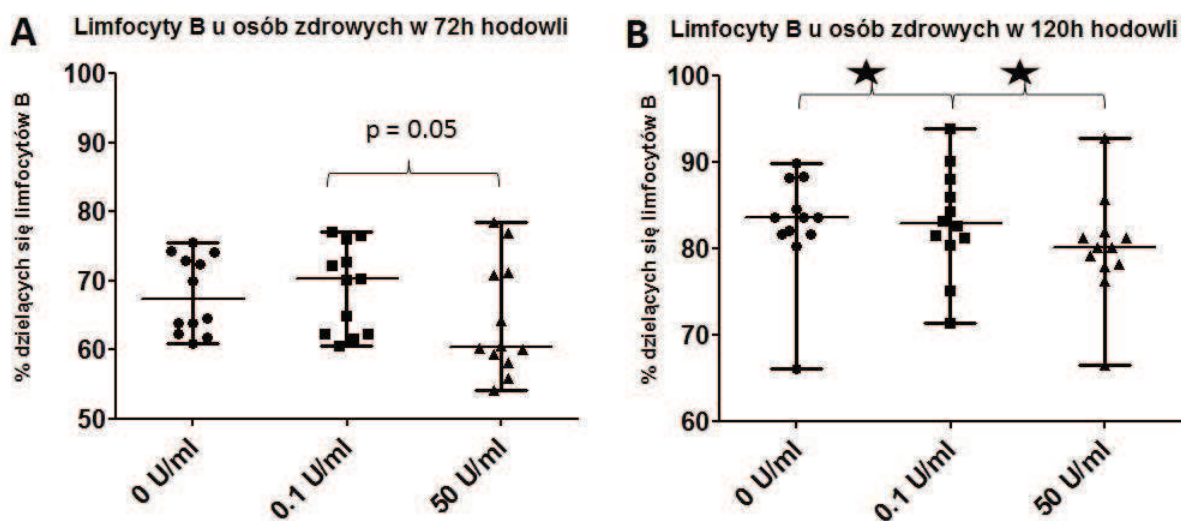 A
Limfocyty B u osób zdrowych w 72h hodowli
% dzielących się limfocytów B
100
90
80
70
60
50
p = 0.05
0 U/ml
0.1 U/ml
50 U/ml
B
Limfocyty B u osób zdrowych w 120h hodowli
% dzielących się limfocytów B
100
90
80
70
60
0 U/ml
0.1 U/ml
50 U/ml